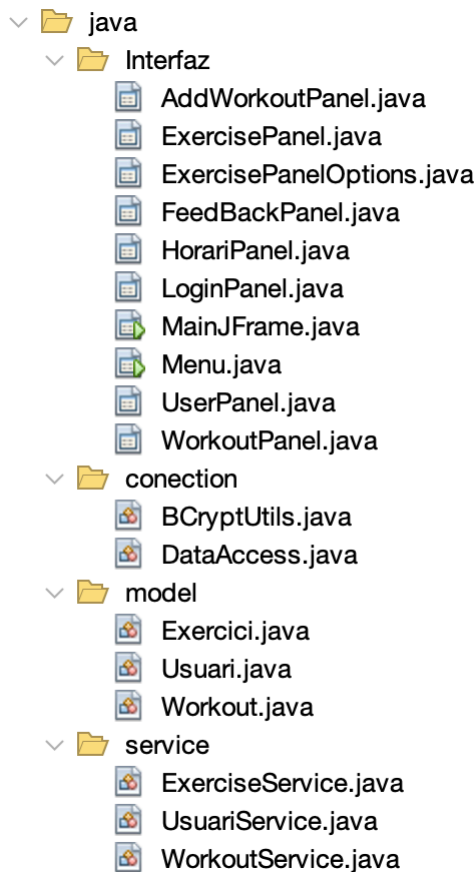 java
Interfaz
AddWorkoutPanel.java
ExercisePanel.java
ExercisePanelOptions.java
FeedBackPanel.java
HorariPanel.java
LoginPanel.java
MainJFrame.java
Menu.java
UserPanel.java
WorkoutPanel.java
conection
BCryptUtils.java
DataAccess.java
model
Exercici.java
Usuari.java
Workout.java
service
ExerciseService.java
UsuariService.java
WorkoutService.java